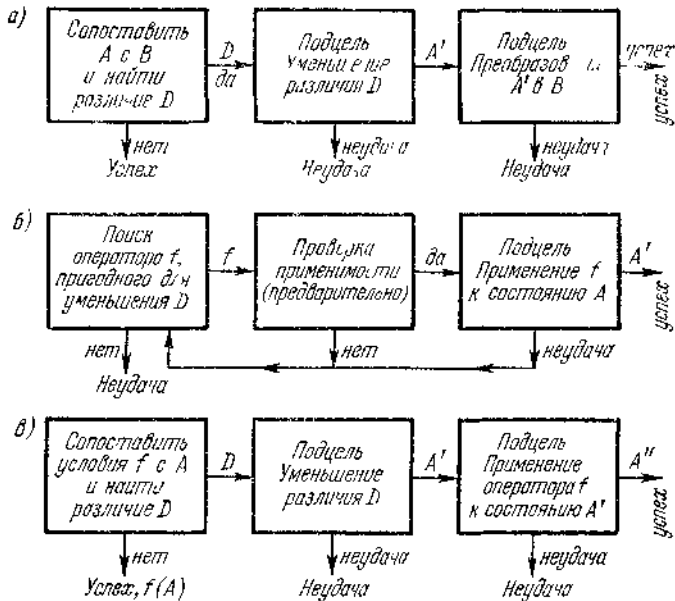 а)
Сопоставить
A с B
и найти
различие D
D
да
Подцель
различия D
A'
Подцель
A' в B
успех
успех
нет
Успех
неудача
Неудача
неудача
Неудача
б)
Поиск
оператора f,
пригодного для
уменьшения D
f
Проверка
применимости
(предварительно)
да
Подцель
Применение f
к состоянию A
A'
успех
нет
Неудача
нет
неудача
в)
Сопоставить
условия f с A
и найти
различие D
D
Подцель
Уменьшение
различия D
A'
Подцель
Применение
оператора f
к состоянию A'
A"
успех
нет
Успех, f(A)
неудача
Неудача
неудача
Неудача